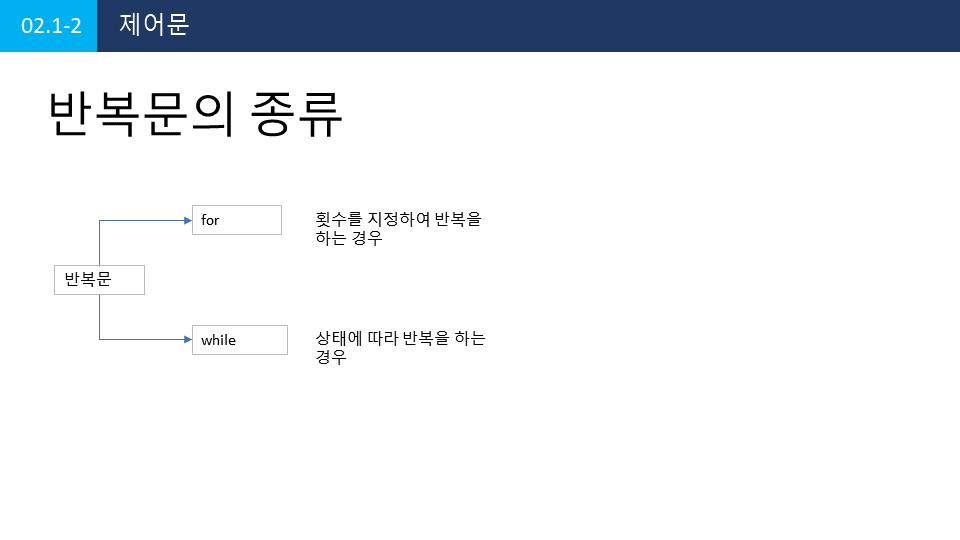 02.1-2
제어문
반복문의 종류
for
횟수를 지정하여 반복을
하는 경우
반복문
while
상태에 따라 반복을 하는
경우